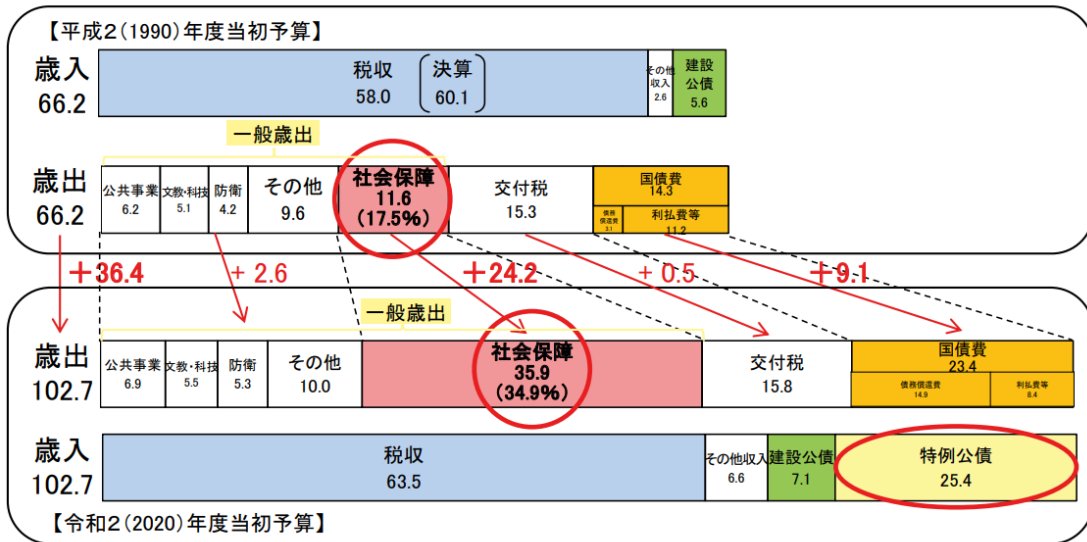 【平成2(1990)年度当初予算】
歳入
66.2
税収
58.0
決算
60.1
その他
収入
2.6
建設
公債
5.6
一般歳出
歳出
66.2
公共事業
6.2
文教・科技
5.1
防衛
4.2
その他
9.6
社会保障
11.6
(17.5%)
交付税
15.3
国債費
14.3
債務
償還費
3.1
利払費等
11.2
+36.4
+2.6
+24.2
+0.5
+9.1
一般歳出
歳出
102.7
公共事業
6.9
文教・科技
5.5
防衛
5.3
その他
10.0
社会保障
35.9
(34.9%)
交付税
15.8
国債費
23.4
債務償還費
14.9
利払費等
8.4
歳入
102.7
税収
63.5
その他収入
6.6
建設公債
7.1
特例公債
25.4
【令和2(2020)年度当初予算】